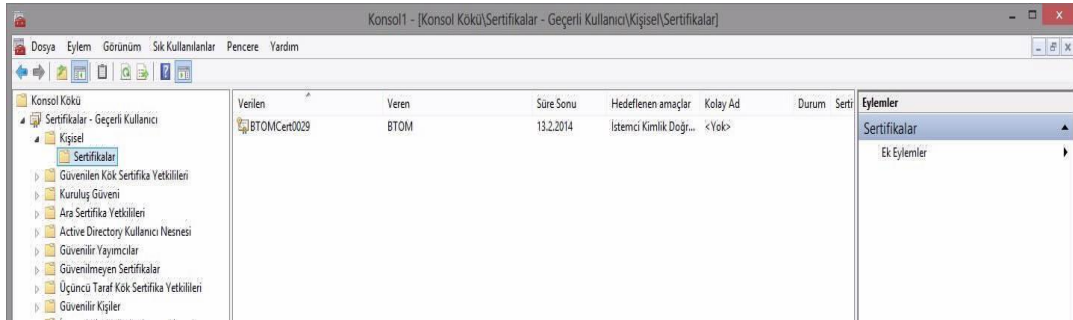 Konsol1 - [Konsol Kökü\Sertifikalar - Geçerli Kullanıcı\Kişisel\Sertifikalar]
Dosya Eylem Görünüm Sık Kullanılanlar Pencere Yardım
Konsol Kökü
Sertifikalar - Geçerli Kullanıcı
Kişisel
Sertifikalar
Güvenilen Kök Sertifika Yetkilileri
Kuruluş Güveni
Ara Sertifika Yetkilileri
Active Directory Kullanıcı Nesnesi
Güvenilir Yayımcılar
Güvenilmeyen Sertifikalar
Üçüncü Taraf Kök Sertifika Yetkilileri
Güvenilir Kişiler
Verilen Veren Süre Sonu Hedeflenen amaçlar Kolay Ad Durum Serti
BTOMCert0029 BTOM 13.2.2014 İstemci Kimlik Doğr... <Yok>
Eylemler
Sertifikalar
Ek Eylemler